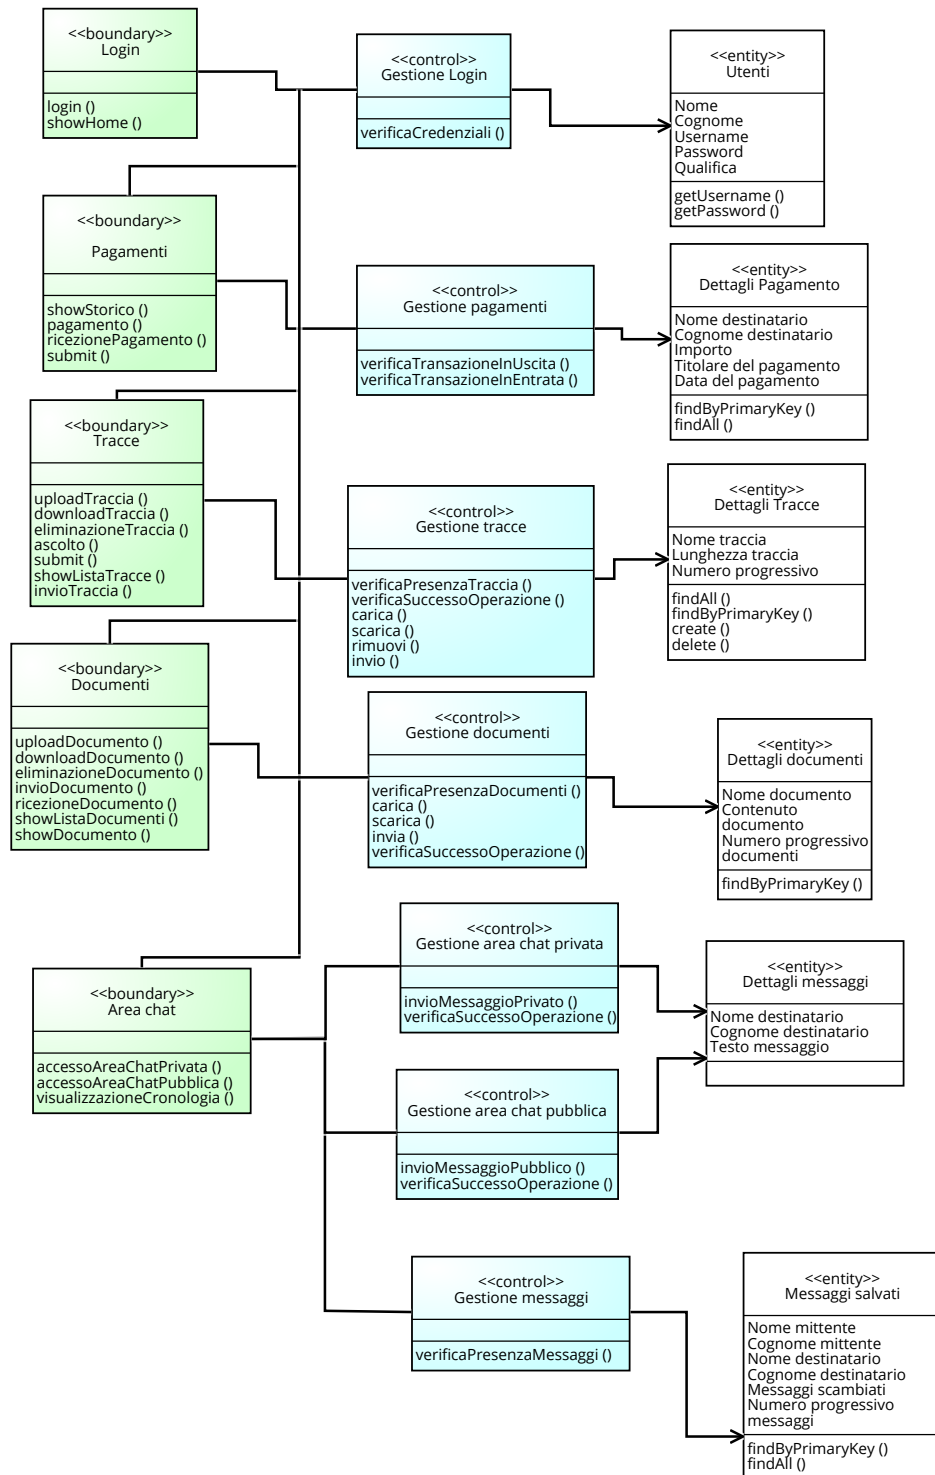 <<boundary>>
Login
login ()
showHome ()
<<control>>
Gestione Login
verificaCredenziali ()
<<entity>>
Utenti
Nome
Cognome
Username
Password
Qualifica
getUsername ()
getPassword ()
<<boundary>>
Pagamenti
showStorico ()
pagamento ()
ricezionePagamento ()
submit ()
<<control>>
Gestione pagamenti
verificaTransazioneInUscita ()
verificaTransazioneInEntrata ()
<<entity>>
Dettagli Pagamento
Nome destinatario
Cognome destinatario
Importo
Titolare del pagamento
Data del pagamento
findByPrimaryKey ()
findAll ()
<<boundary>>
Tracce
uploadTraccia ()
downloadTraccia ()
eliminazioneTraccia ()
ascolto ()
submit ()
showListaTracce ()
invioTraccia ()
<<control>>
Gestione tracce
verificaPresenzaTraccia ()
verificaSuccessoOperazione ()
carica ()
scarica ()
rimuovi ()
invio ()
<<entity>>
Dettagli Tracce
Nome traccia
Lunghezza traccia
Numero progressivo
findAll ()
findByPrimaryKey ()
create ()
delete ()
<<boundary>>
Documenti
uploadDocumento ()
downloadDocumento ()
eliminazioneDocumento ()
invioDocumento ()
ricezioneDocumento ()
showListaDocumenti ()
showDocumento ()
<<control>>
Gestione documenti
verificaPresenzaDocumenti ()
carica ()
scarica ()
invia ()
verificaSuccessoOperazione ()
<<entity>>
Dettagli documenti
Nome documento
Contenuto
documento
Numero progressivo
documenti
findByPrimaryKey ()
<<boundary>>
Area chat
accessoAreaChatPrivata ()
accessoAreaChatPubblica ()
visualizzazioneCronologia ()
<<control>>
Gestione area chat privata
invioMessaggioPrivato ()
verificaSuccessoOperazione ()
<<entity>>
Dettagli messaggi
Nome destinatario
Cognome destinatario
Testo messaggio
<<control>>
Gestione area chat pubblica
invioMessaggioPubblico ()
verificaSuccessoOperazione ()
<<control>>
Gestione messaggi
verificaPresenzaMessaggi ()
<<entity>>
Messaggi salvati
Nome mittente
Cognome mittente
Nome destinatario
Cognome destinatario
Messaggi scambiati
Numero progressivo
messaggi
findByPrimaryKey ()
findAll ()